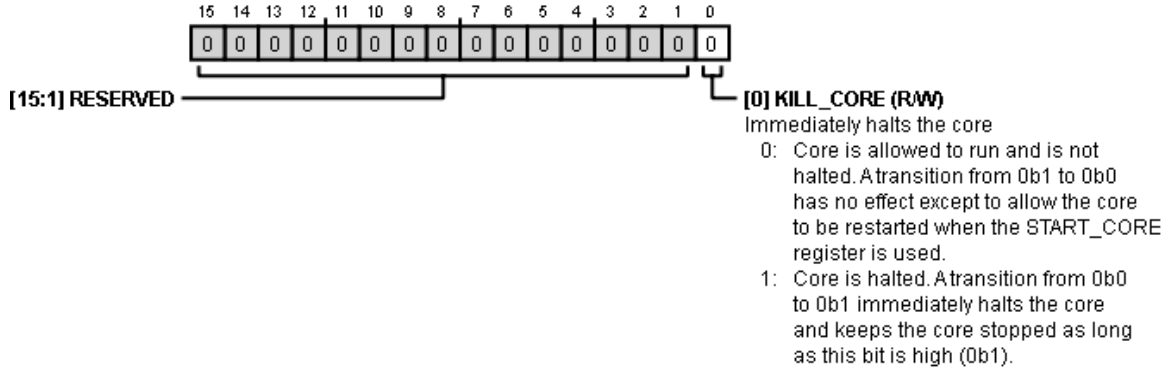 15 14 13 12 11 10 9 8 7 6 5 4 3 2 1 0
0 0 0 0 0 0 0 0 0 0 0 0 0 0 0 0
[15:1] RESERVED
[0] KILL_CORE (R/W)
Immediately halts the core
0: Core is allowed to run and is not
halted. A transition from 0b1 to 0b0
has no effect except to allow the core
to be restarted when the START_CORE
register is used.
1: Core is halted. A transition from 0b0
to 0b1 immediately halts the core
and keeps the core stopped as long
as this bit is high (0b1).